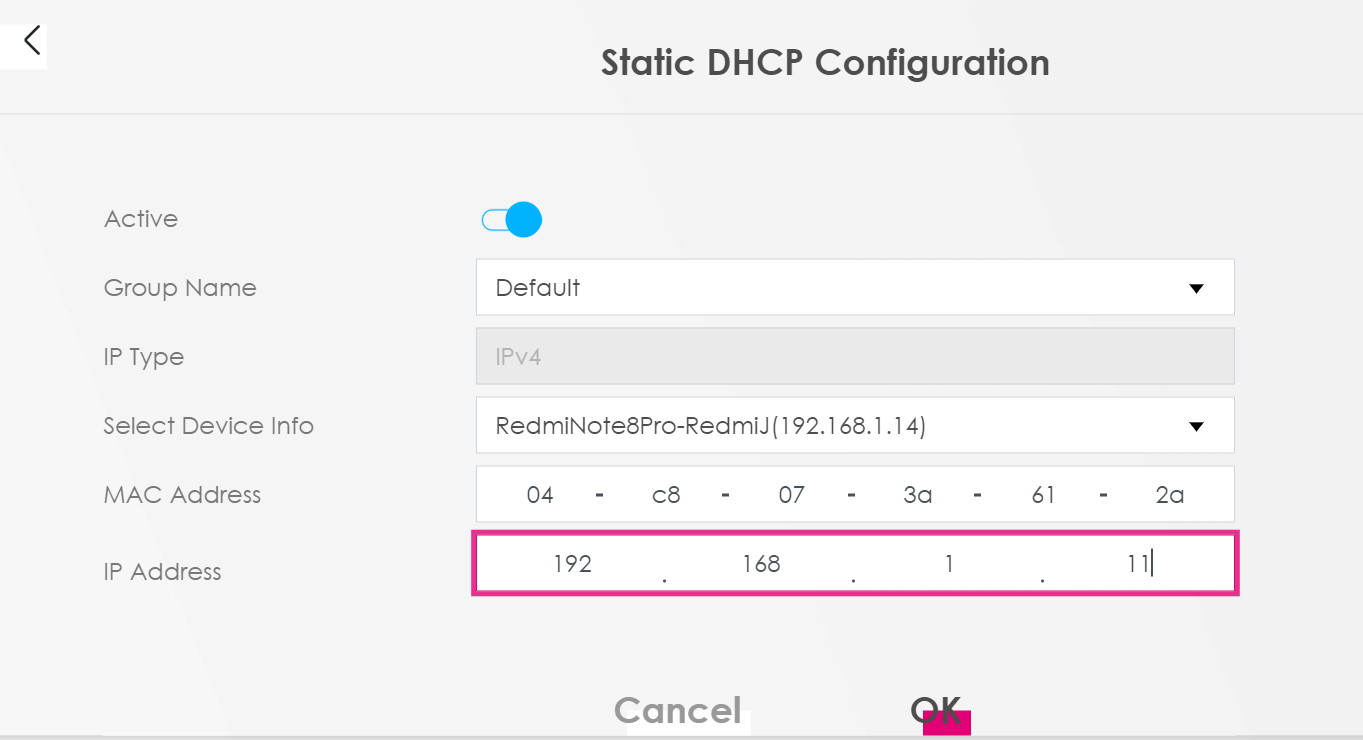 Static DHCP Configuration
Active
Group Name Default
IP Type IPv4
Select Device Info RedmiNote8Pro-RedmiJ(192.168.1.14)
MAC Address 04 - c8 - 07 - 3a - 61 - 2a
IP Address 192 . 168 . 1 . 11
Cancel OK